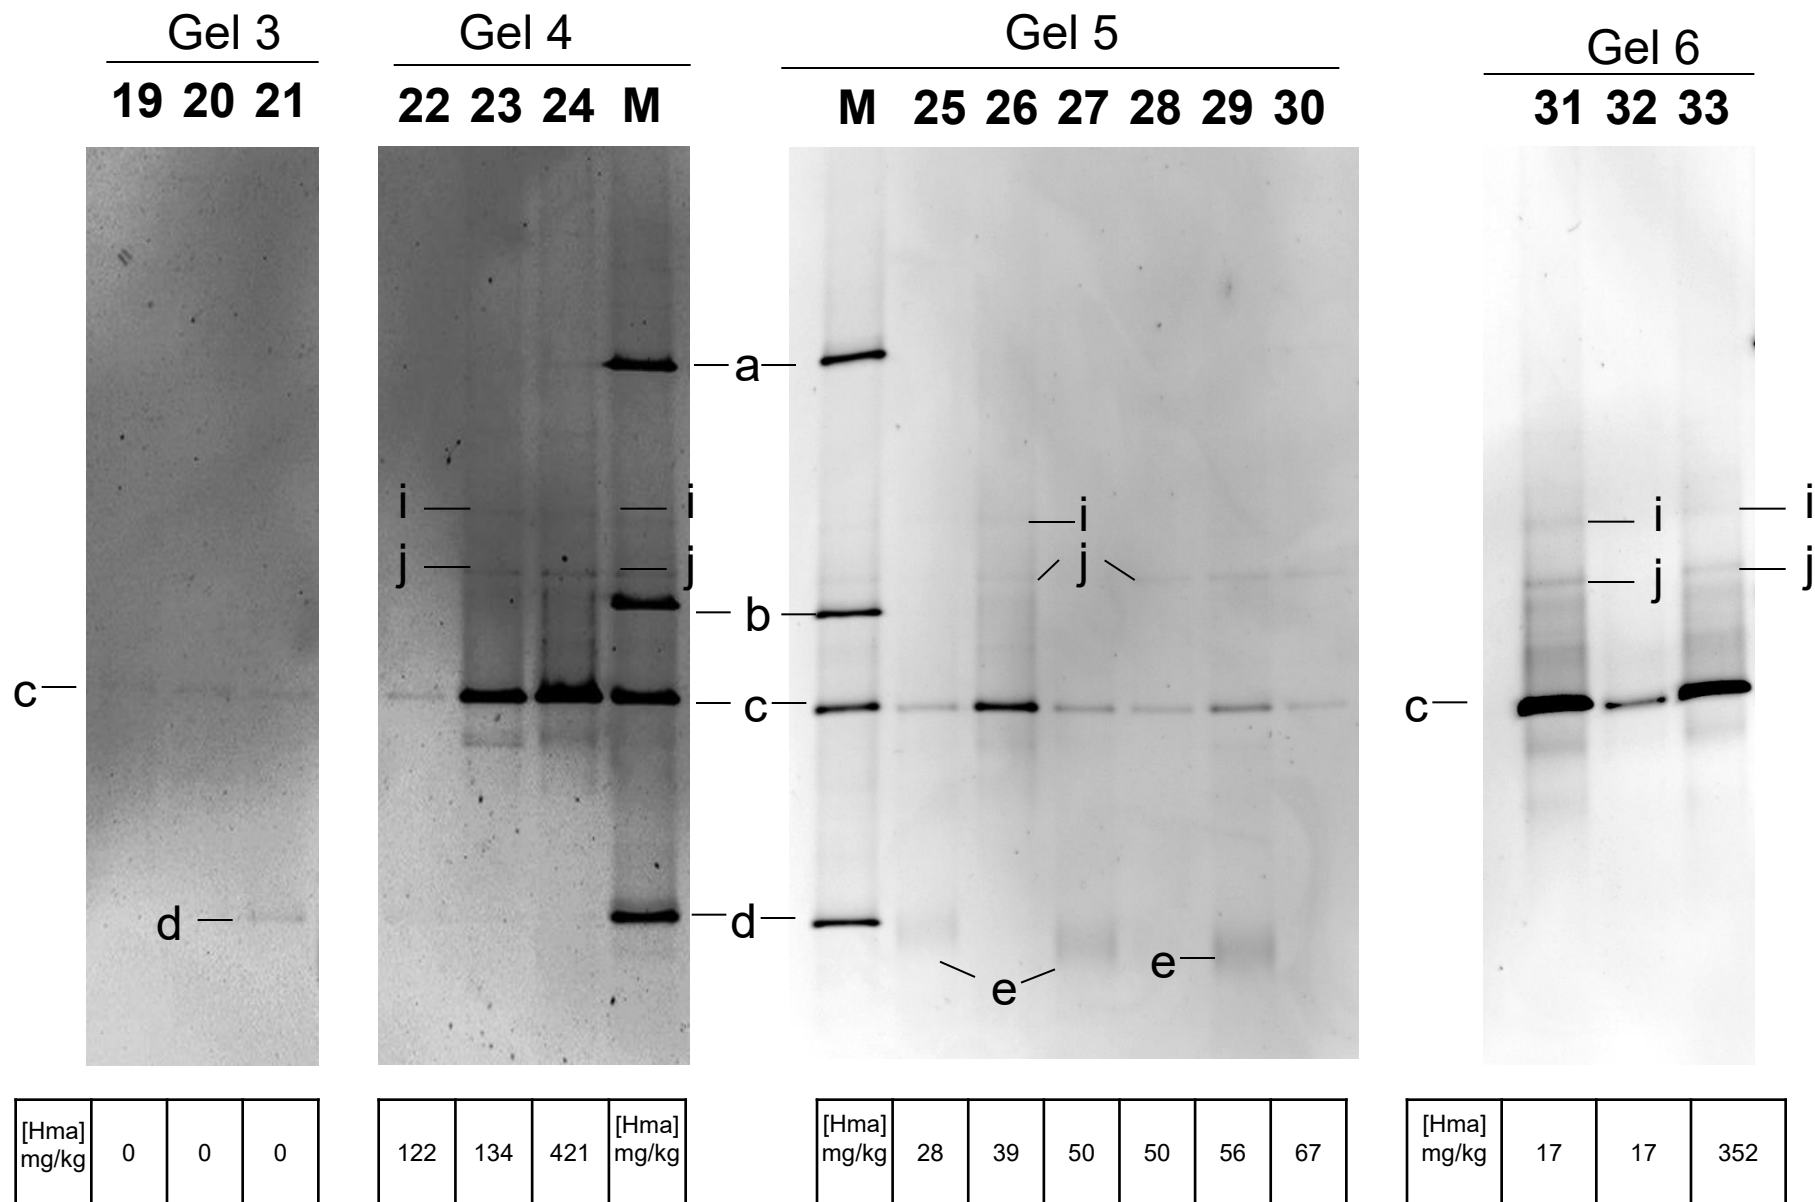 Gel 3 Gel 4 Gel 5 Gel 6
19 20 21 22 23 24 M M 25 26 27 28 29 30 31 32 33
a
i i i i i
j j j j j
b
c c c
d d
e e
[Hma] mg/kg 0 0 0
122 134 421 [Hma] mg/kg
[Hma] mg/kg 28 39 50 50 56 67
[Hma] mg/kg 17 17 352